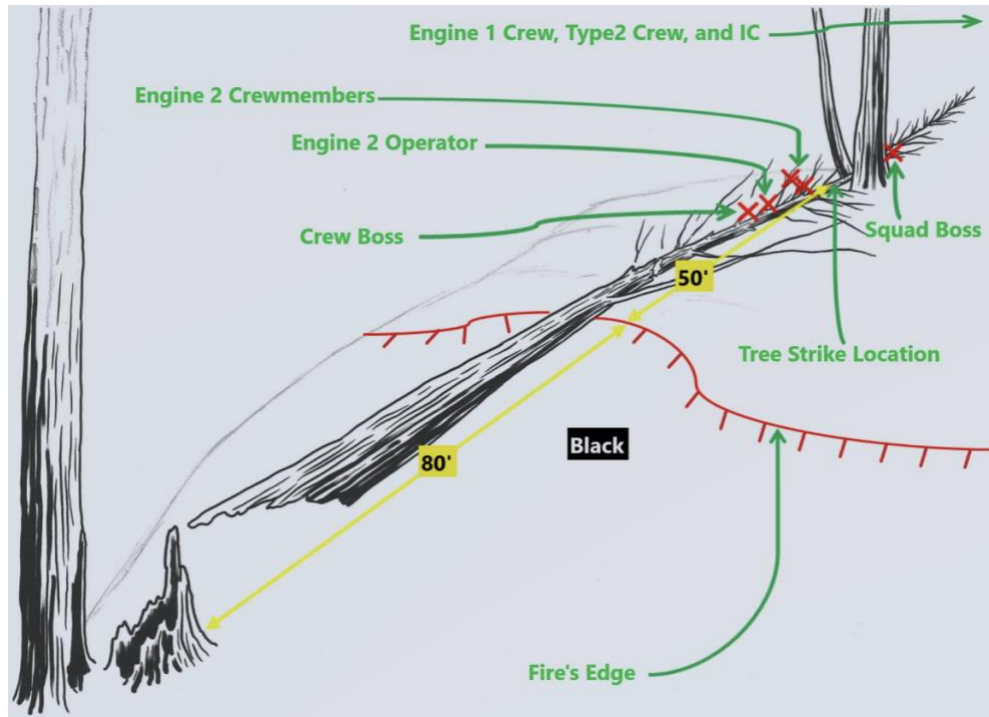 Engine 1 Crew, Type2 Crew, and IC
Engine 2 Crewmembers
Engine 2 Operator
Crew Boss
Squad Boss
50'
Tree Strike Location
Black
80'
Fire's Edge